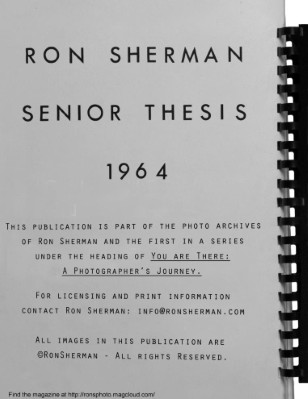 RON SHERMAN
SENIOR THESIS
1964
THIS PUBLICATION IS PART OF THE PHOTO ARCHIVES
OF RON SHERMAN AND THE FIRST IN A SERIES
UNDER THE HEADING OF YOU ARE THERE:
A PHOTOGRAPHER'S JOURNEY.
FOR LICENSING AND PRINT INFORMATION
CONTACT RON SHERMAN: INFO@RONSHERMAN.COM
ALL IMAGES IN THIS PUBLICATION ARE
©RONSHERMAN - ALL RIGHTS RESERVED.
Find the magazine at http://ronsphoto.magcloud.com/